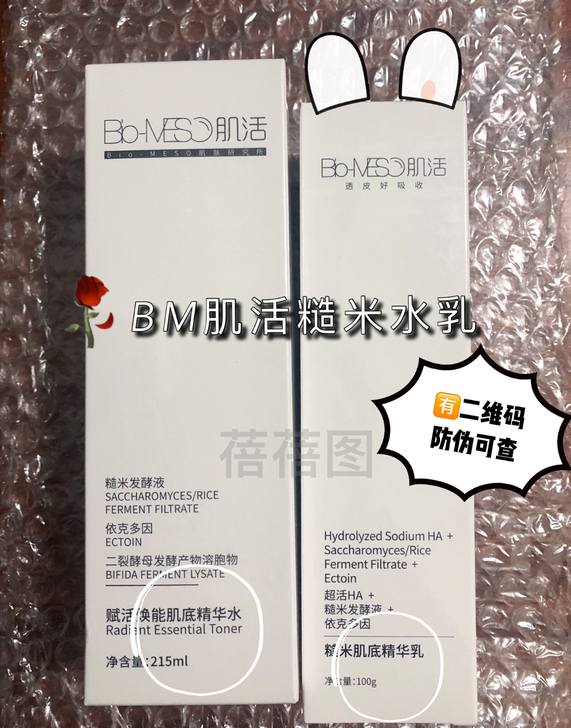 Bio-MESO肌活
Bio-MESO肌肤研究所
Bio-MESO肌活
透皮好吸收
BM肌活糙米水乳
有二维码
防伪可查
蓓蓓图
糙米发酵液
SACCHAROMYCES/RICE
FERMENT FILTRATE
依克多因
ECTOIN
二裂酵母发酵产物溶胞物
BIFIDA FERMENT LYSATE
赋活焕能肌底精华水
Radiant Essential Toner
净含量:215ml
Hydrolyzed Sodium HA +
Saccharomyces/Rice
Ferment Filtrate +
Ectoin
超活HA +
糙米发酵液 +
依克多因
糙米肌底精华乳
净含量:100g